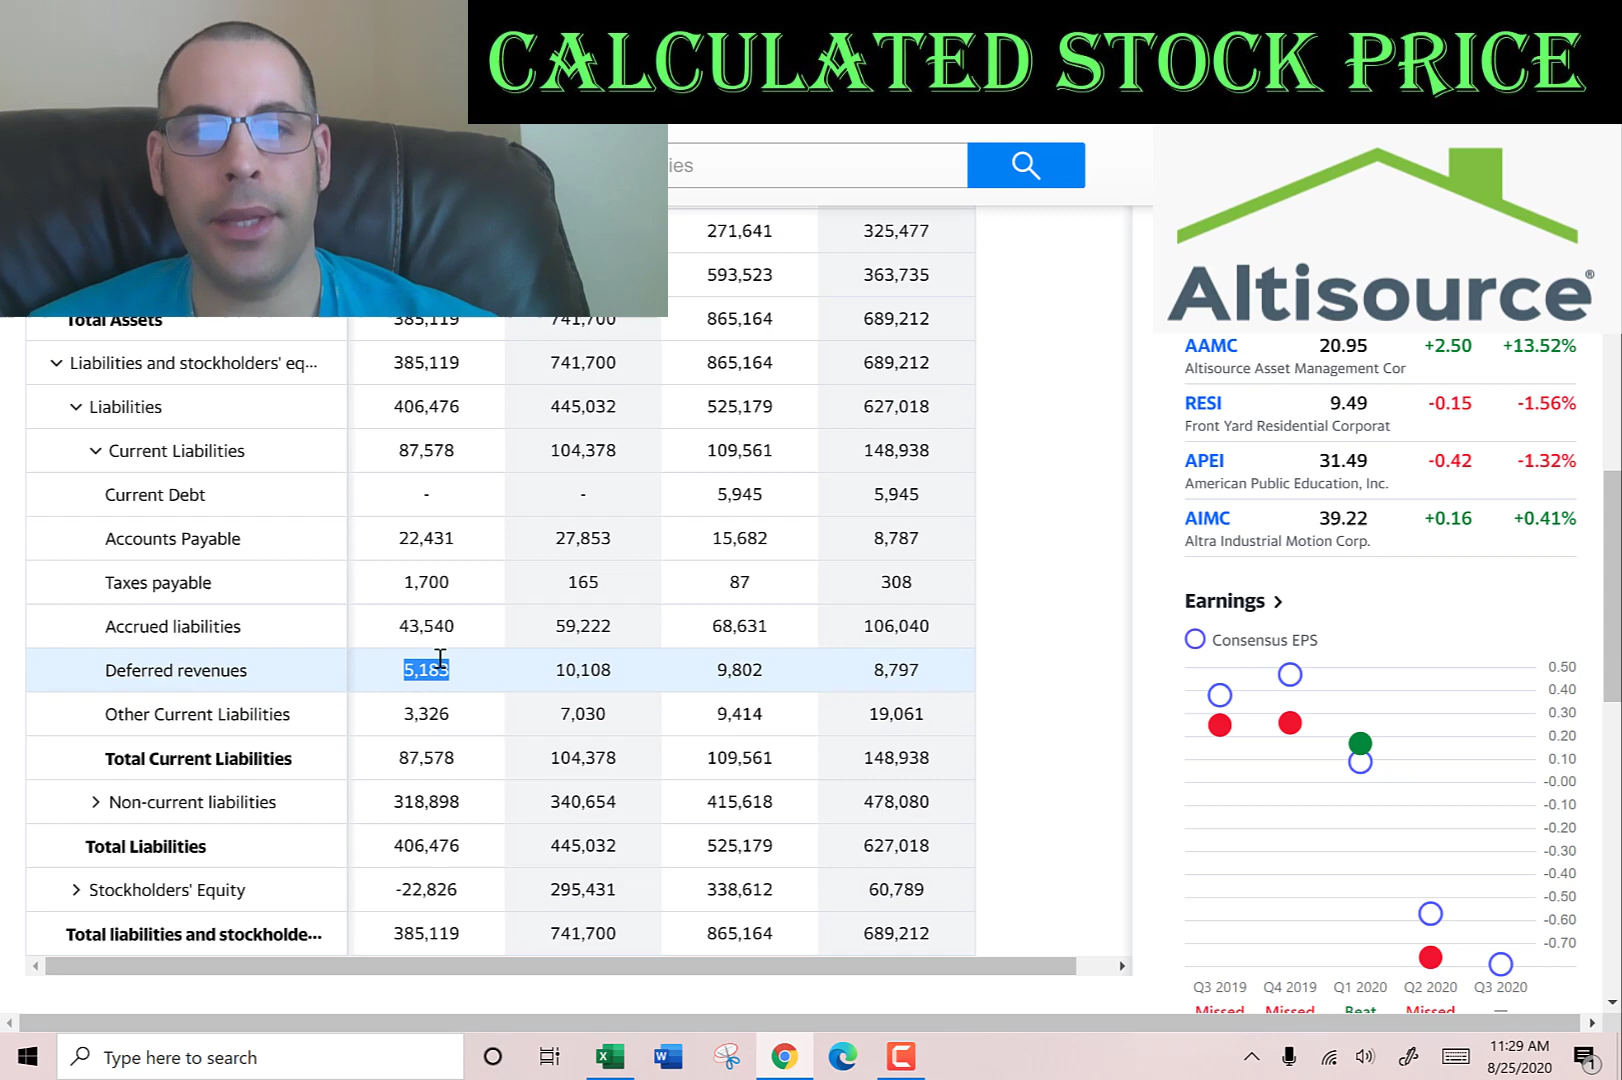 CALCULATED STOCK PRICE
ies
Altisource®
271,641 325,477
593,523 363,735
Total Assets 385,119 741,700 865,164 689,212
Liabilities and stockholders' eq... 385,119 741,700 865,164 689,212
Liabilities 406,476 445,032 525,179 627,018
Current Liabilities 87,578 104,378 109,561 148,938
Current Debt - - 5,945 5,945
Accounts Payable 22,431 27,853 15,682 8,787
Taxes payable 1,700 165 87 308
Accrued liabilities 43,540 59,222 68,631 106,040
Deferred revenues 5,183 10,108 9,802 8,797
Other Current Liabilities 3,326 7,030 9,414 19,061
Total Current Liabilities 87,578 104,378 109,561 148,938
Non-current liabilities 318,898 340,654 415,618 478,080
Total Liabilities 406,476 445,032 525,179 627,018
Stockholders' Equity -22,826 295,431 338,612 60,789
Total liabilities and stockholde... 385,119 741,700 865,164 689,212
AAMC 20.95 +2.50 +13.52%
Altisource Asset Management Cor
RESI 9.49 -0.15 -1.56%
Front Yard Residential Corporat
APEI 31.49 -0.42 -1.32%
American Public Education, Inc.
AIMC 39.22 +0.16 +0.41%
Altra Industrial Motion Corp.
Earnings
Consensus EPS
0.50
0.40
0.30
0.20
0.10
-0.00
-0.10
-0.20
-0.30
-0.40
-0.50
-0.60
-0.70
Q3 2019 Q4 2019 Q1 2020 Q2 2020 Q3 2020
Missed Missed Beat Missed —
Type here to search
11:29 AM
8/25/2020
1